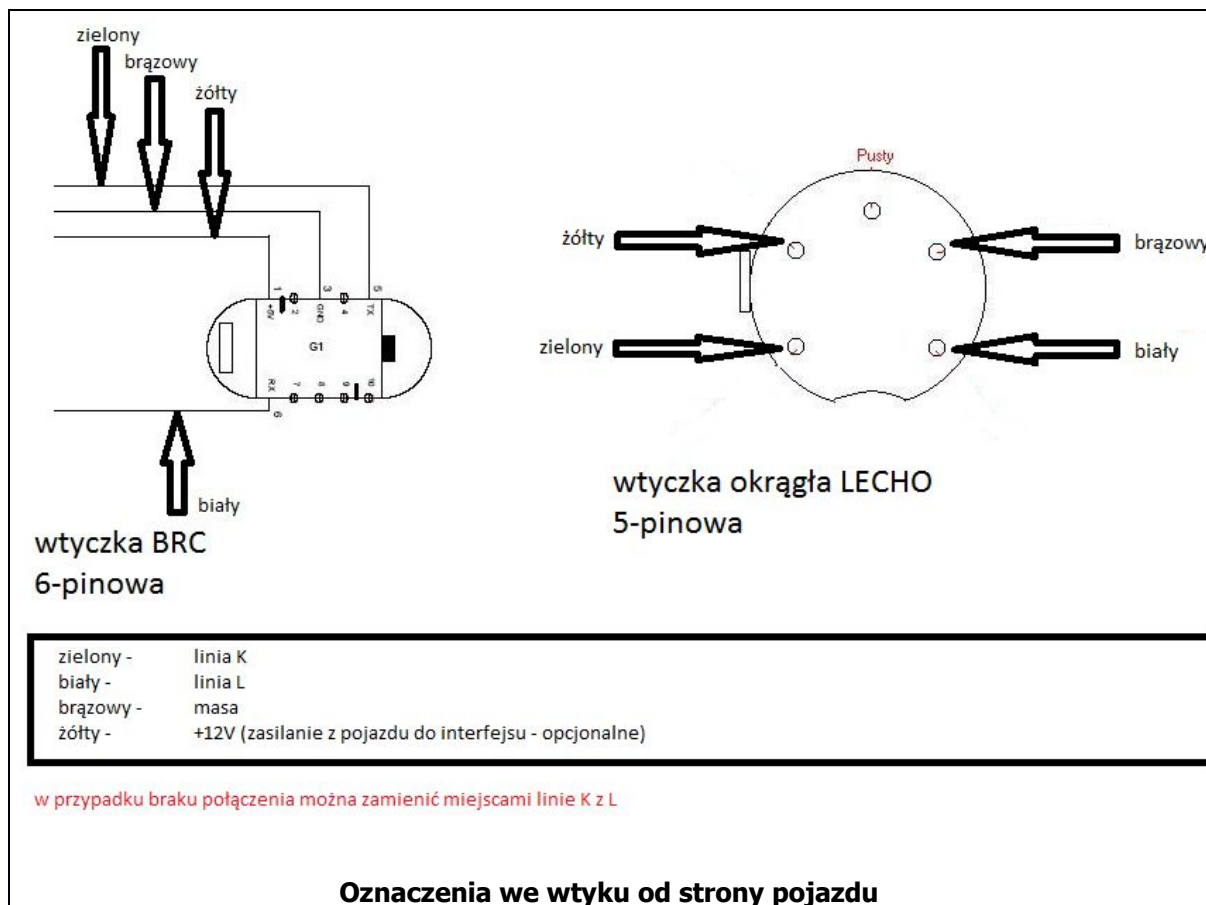 zielony
brązowy
żółty
1
2
3
4
5
+5V
GND
TX
G1
RX
7
8
9
10
6
biały
wtyczka BRC
6-pinowa
Pusty
żółty
brązowy
zielony
biały
wtyczka okrągła LECHO
5-pinowa
zielony - linia K
biały - linia L
brązowy - masa
żółty - +12V (zasilanie z pojazdu do interfejsu - opcjonalne)
w przypadku braku połączenia można zamienić miejscami linie K z L
Oznaczenia we wtyku od strony pojazdu